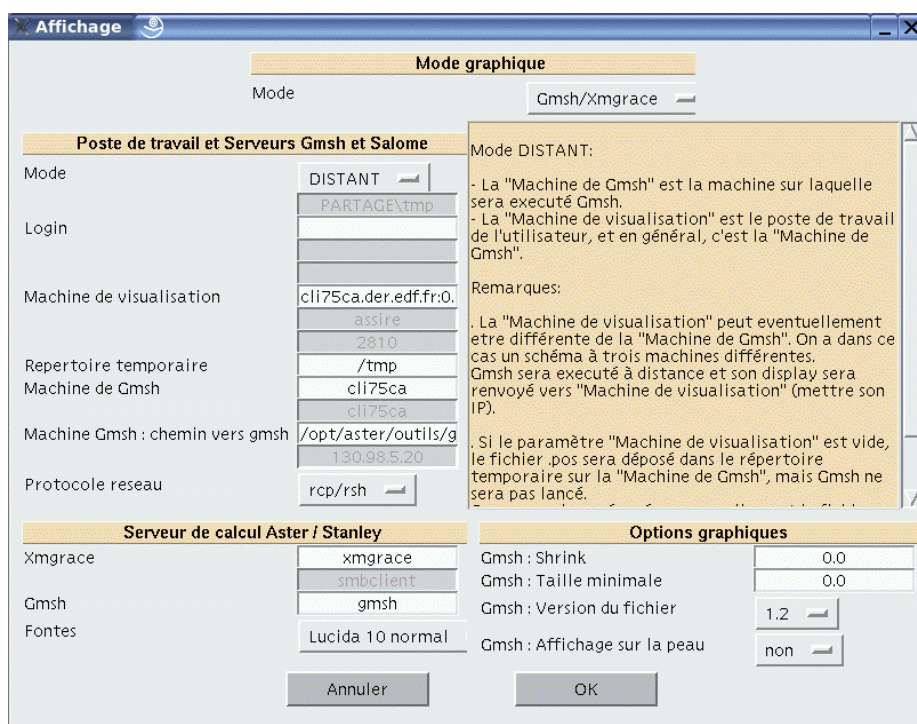 Affichage
Mode graphique
Mode
Gmsh/Xmgrace
Poste de travail et Serveurs Gmsh et Salome
Mode
DISTANT
PARTAGE\tmp
Login
Machine de visualisation
cli75ca.der.edf.fr:0.
assire
2810
Repertoire temporaire
/tmp
Machine de Gmsh
cli75ca
cli75ca
Machine Gmsh : chemin vers gmsh
/opt/aster/outils/g
130.98.5.20
Protocole reseau
rcp/rsh
Mode DISTANT:
- La "Machine de Gmsh" est la machine sur laquelle
sera executé Gmsh.
- La "Machine de visualisation" est le poste de travail
de l'utilisateur, et en général, c'est la "Machine de
Gmsh".
Remarques:
. La "Machine de visualisation" peut eventuellement
etre différente de la "Machine de Gmsh". On a dans ce
cas un schéma à trois machines différentes.
Gmsh sera executé à distance et son display sera
renvoyé vers "Machine de visualisation" (mettre son
IP).
. Si le paramètre "Machine de visualisation" est vide,
le fichier .pos sera déposé dans le répertoire
temporaire sur la "Machine de Gmsh", mais Gmsh ne
sera pas lancé.
Serveur de calcul Aster / Stanley
Xmgrace
xmgrace
smbclient
Gmsh
gmsh
Fontes
Lucida 10 normal
Options graphiques
Gmsh : Shrink
0.0
Gmsh : Taille minimale
0.0
Gmsh : Version du fichier
1.2
Gmsh : Affichage sur la peau
non
Annuler
OK